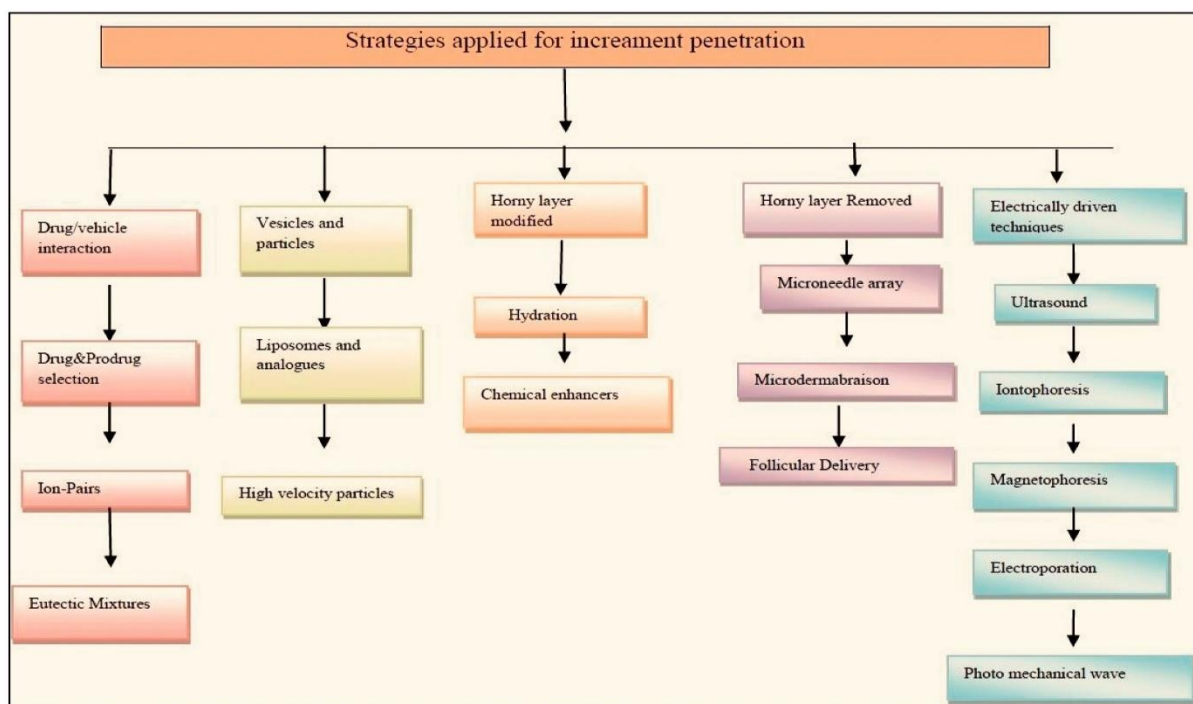 Strategies applied for increament penetration
Drug/vehicle
interaction
Drug&Prodrug
selection
Ion-Pairs
Eutectic Mixtures
Vesicles and
particles
Liposomes and
analogues
High velocity particles
Horny layer
modified
Hydration
Chemical enhancers
Horny layer Removed
Microneedle array
Microdermabraison
Follicular Delivery
Electrically driven
techniques
Ultrasound
Iontophoresis
Magnetophoresis
Electroporation
Photo mechanical wave